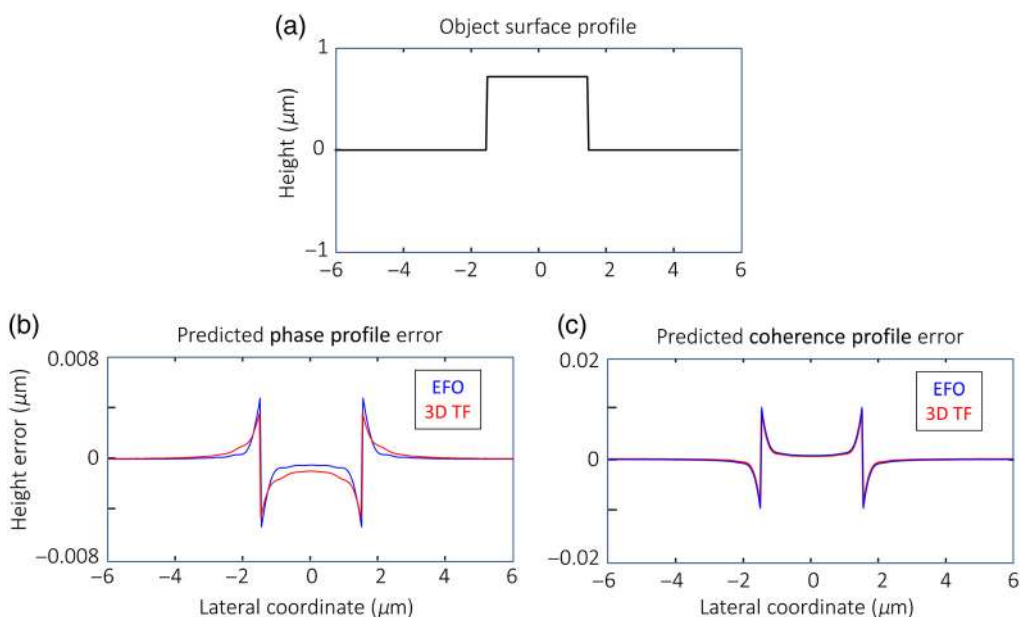 (a) Object surface profile
1
0
−1
Height (μm)
−6 −4 −2 0 2 4 6
(b) Predicted phase profile error
0.008
0
−0.008
Height error (μm)
EFO
3D TF
−6 −4 −2 0 2 4 6
Lateral coordinate (μm)
(c) Predicted coherence profile error
0.02
0
−0.02
EFO
3D TF
−6 −4 −2 0 2 4 6
Lateral coordinate (μm)